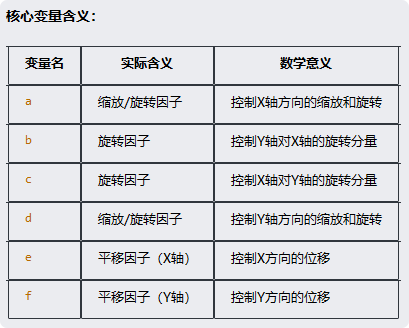 核心变量含义：
变量名 实际含义 数学意义
a 缩放/旋转因子 控制X轴方向的缩放和旋转
b 旋转因子 控制Y轴对X轴的旋转分量
c 旋转因子 控制X轴对Y轴的旋转分量
d 缩放/旋转因子 控制Y轴方向的缩放和旋转
e 平移因子（X轴） 控制X方向的位移
f 平移因子（Y轴） 控制Y方向的位移